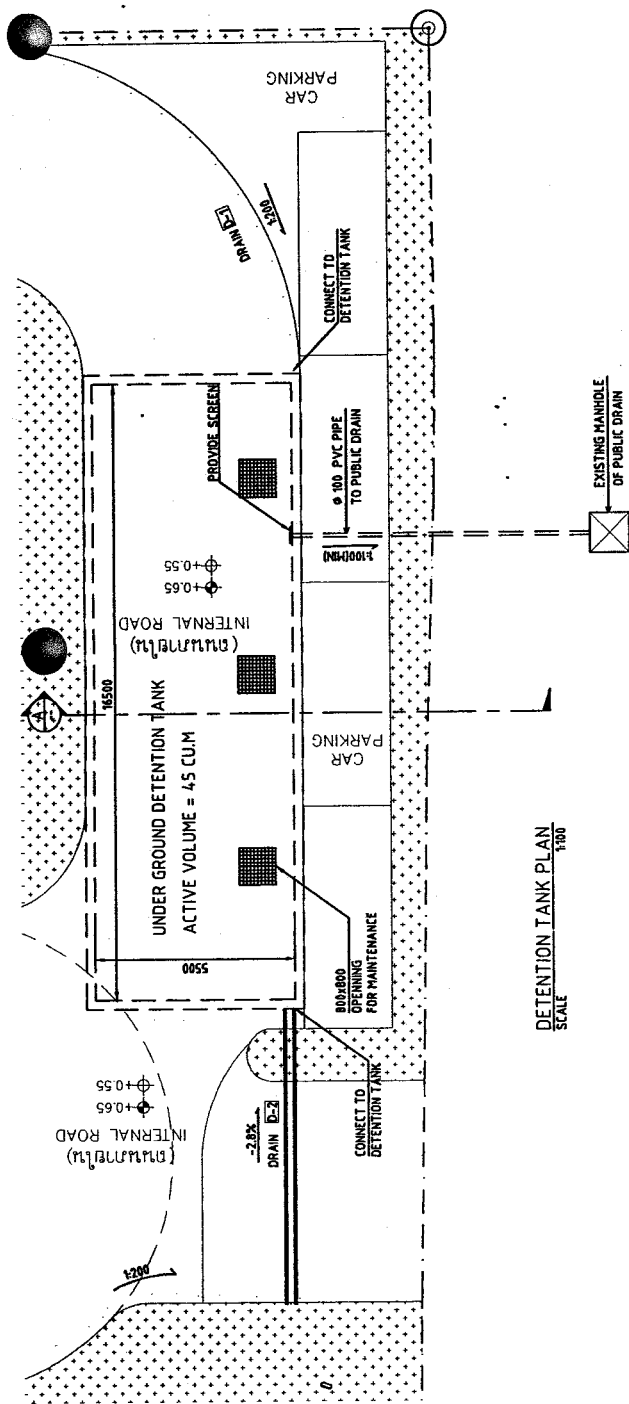 CAR
PARKING
DRAIN D-1
1:200
CONNECT TO
DETENTION TANK
PROVIDE SCREEN
ø 100 PVC PIPE
TO PUBLIC DRAIN
1:100(MIN)
EXISTING MANHOLE
OF PUBLIC DRAIN
+0.55
+0.65
INTERNAL ROAD
(ถนนภายใน)
16500
UNDER GROUND DETENTION TANK
ACTIVE VOLUME = 45 CU.M
CAR
PARKING
5500
800x800
OPENNING
FOR MAINTENANCE
DETENTION TANK PLAN
SCALE 1:100
+0.55
+0.65
INTERNAL ROAD
(ถนนภายใน)
-2.8%
DRAIN D-2
CONNECT TO
DETENTION TANK
1:200